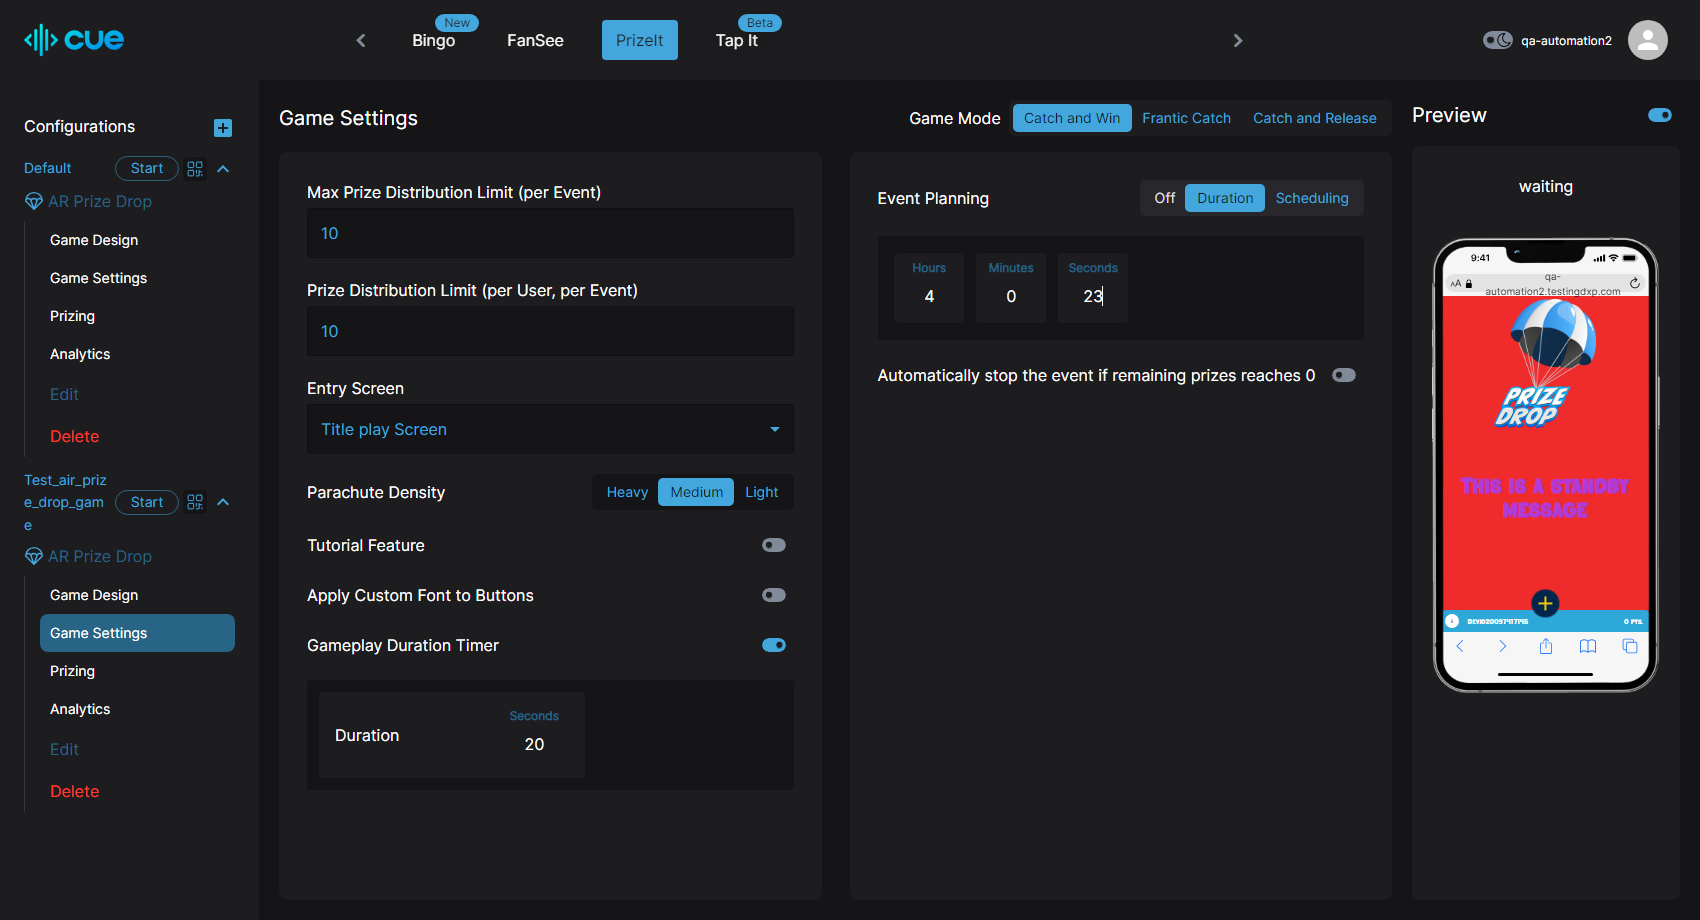 cue
New
Bingo
FanSee
PrizeIt
Beta
Tap It
qa-automation2
Configurations
Default
Start
AR Prize Drop
Game Design
Game Settings
Prizing
Analytics
Edit
Delete
Test_air_priz
e_drop_gam
e
Start
AR Prize Drop
Game Design
Game Settings
Prizing
Analytics
Edit
Delete
Game Settings
Game Mode
Catch and Win
Frantic Catch
Catch and Release
Max Prize Distribution Limit (per Event)
10
Prize Distribution Limit (per User, per Event)
10
Entry Screen
Title play Screen
Parachute Density
Heavy
Medium
Light
Tutorial Feature
Apply Custom Font to Buttons
Gameplay Duration Timer
Duration
Seconds
20
Event Planning
Off
Duration
Scheduling
Hours
4
Minutes
0
Seconds
23
Automatically stop the event if remaining prizes reaches 0
Preview
waiting
9:41
AA
qa-
automation2.testingdxp.com
PRIZE
DROP
THIS IS A STANDBY
MESSAGE
0 PTS.